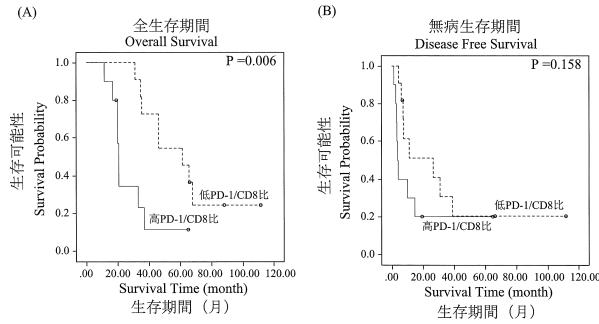 (A)
全生存期間
Overall Survival
P =0.006
生存可能性
Survival Probability
1.0
0.8
0.6
0.4
0.2
0.0
低PD-1/CD8比
高PD-1/CD8比
.00 20.00 40.00 60.00 80.00 100.00 120.00
Survival Time (month)
生存期間（月）
(B)
無病生存期間
Disease Free Survival
P =0.158
生存可能性
Survival Probability
1.0
0.8
0.6
0.4
0.2
0.0
低PD-1/CD8比
高PD-1/CD8比
.00 20.00 40.00 60.00 80.00 100.00 120.00
Survival Time (month)
生存期間（月）